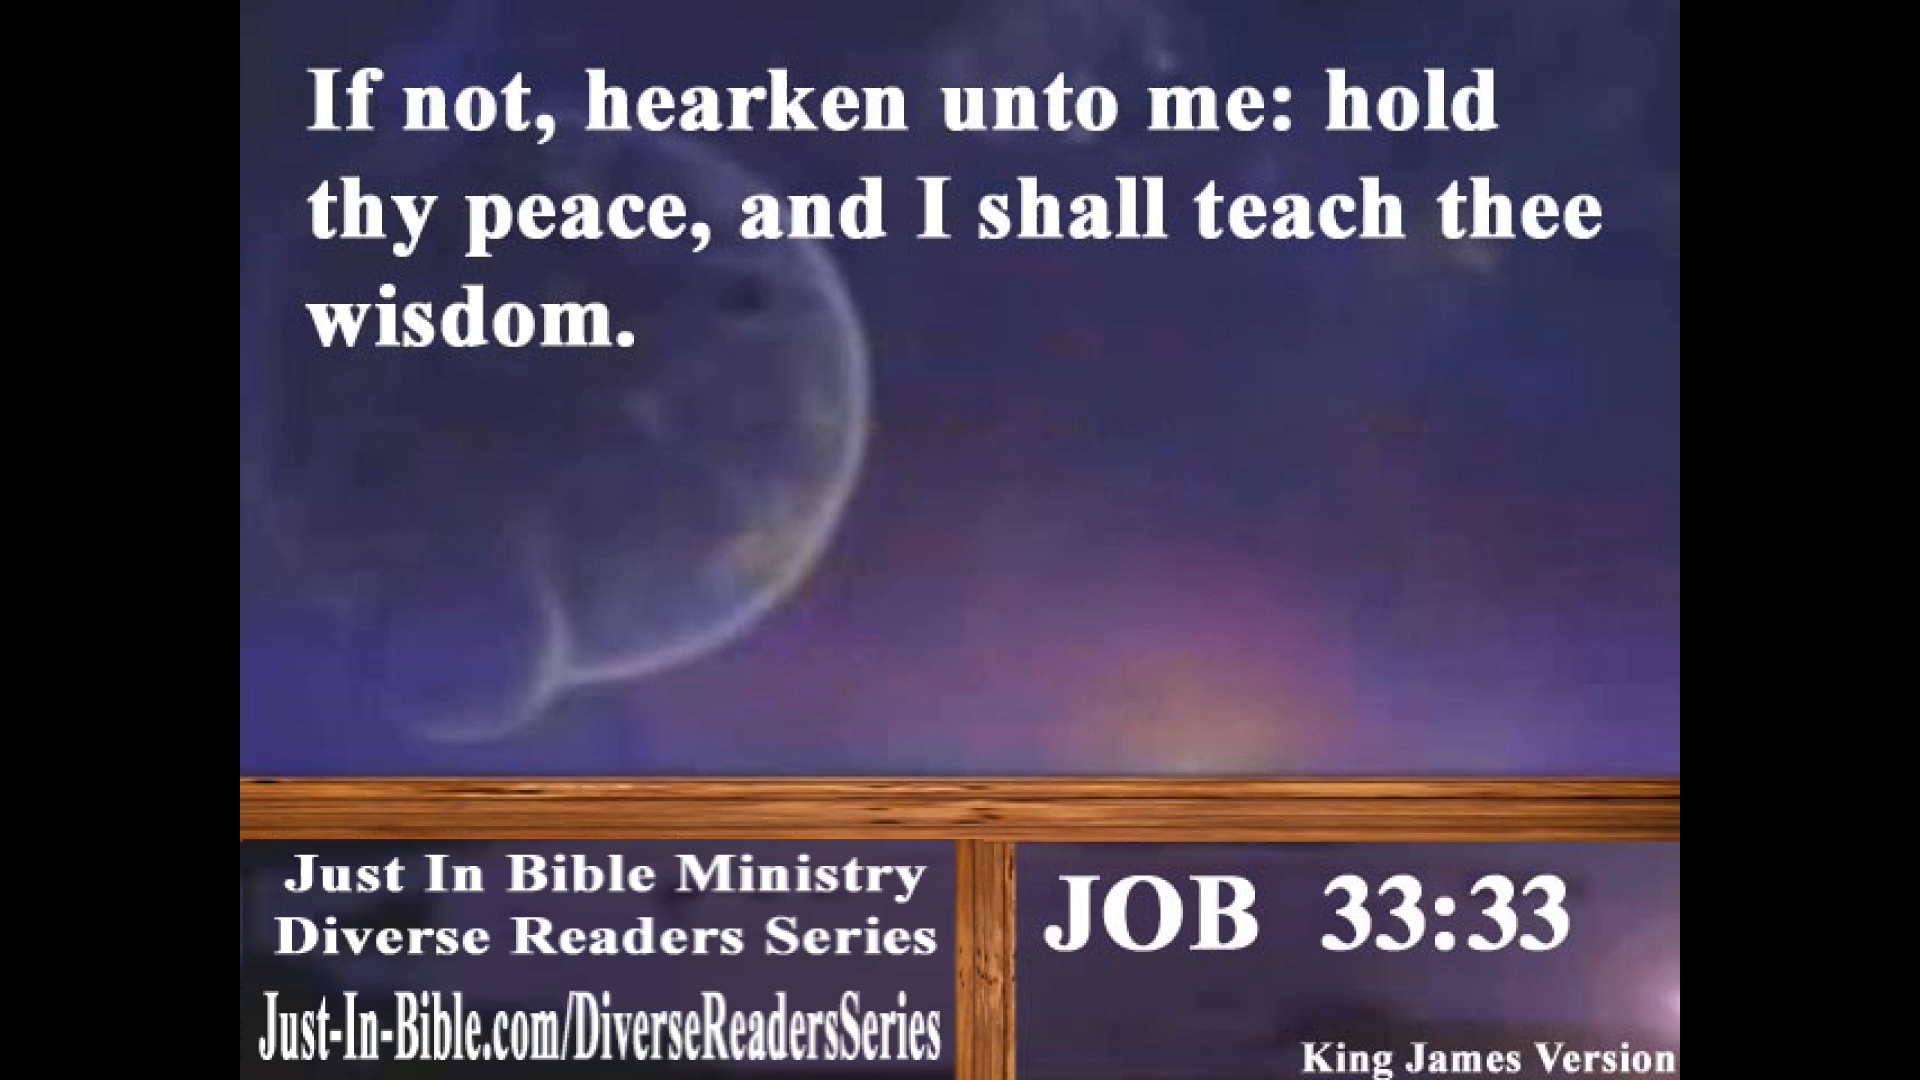 If not, hearken unto me: hold
thy peace, and I shall teach thee
wisdom.
Just In Bible Ministry
Diverse Readers Series
Just-In-Bible.com/DiverseReadersSeries
JOB 33:33
King James Version